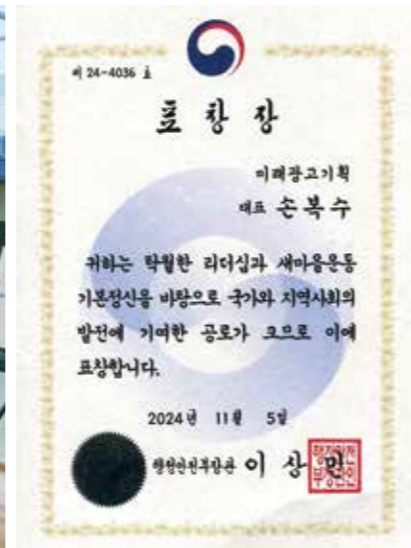 제 24-4036 호
표 창 장
미래광고기획
대표 손복수
귀하는 탁월한 리더십과 새마을운동
기본정신을 바탕으로 국가와 지역사회의
발전에 기여한 공로가 크므로 이에
표창합니다.
2024년 11월 5일
행정안전부장관 이 상 민